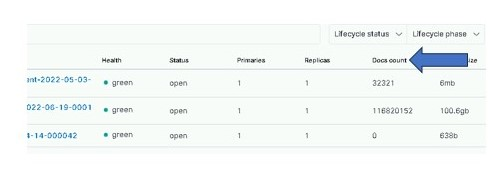 Lifecycle status Lifecycle phase
Health Status Primaries Replicas Docs count
ent-2022-05-03-
green open 1 1 32321 6mb
022-06-19-0001
green open 1 1 116820152 100.6gb
4-14-000042
green open 1 1 0 638b